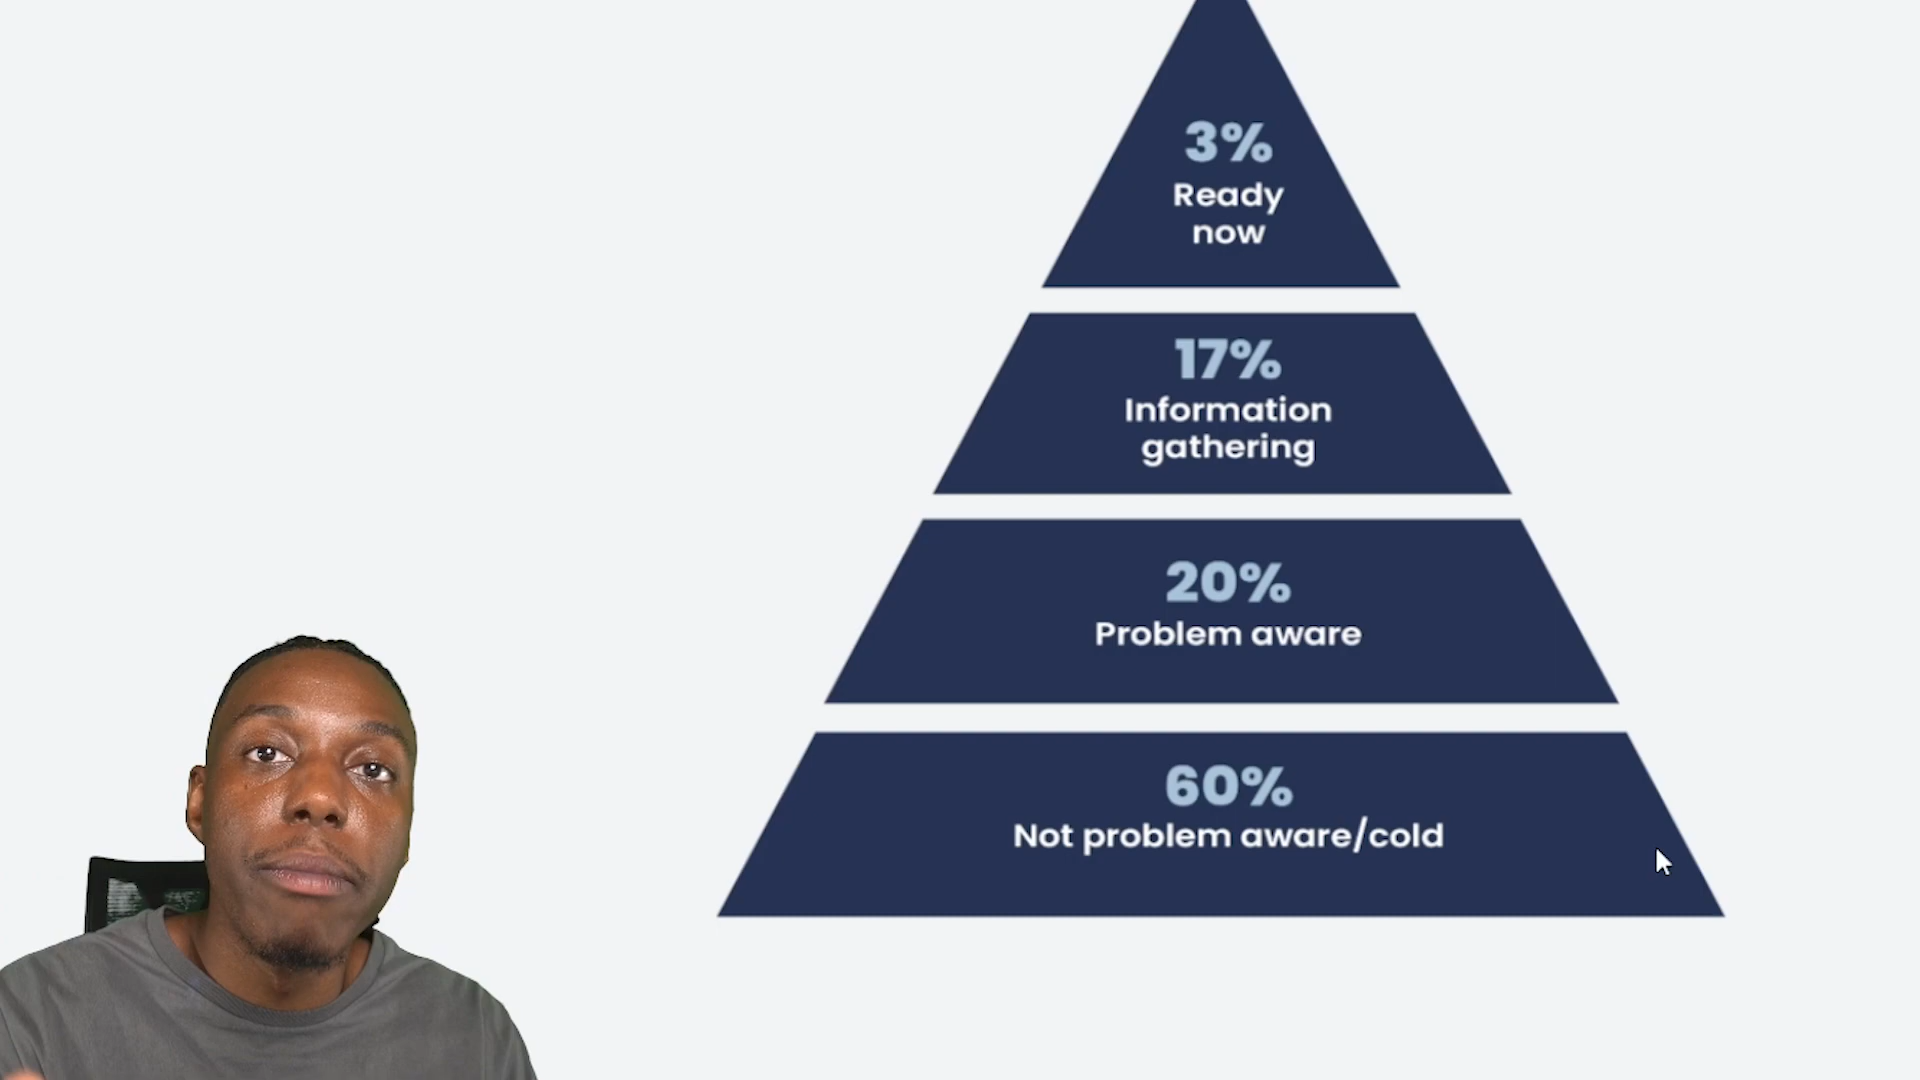 3%
Ready
now
17%
Information
gathering
20%
Problem aware
60%
Not problem aware/cold